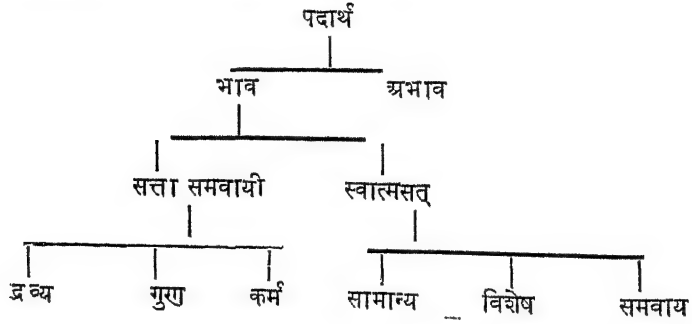 पदार्थ
भाव अभाव
सत्ता समवायी स्वात्मसत्
द्रव्य गुण कर्म सामान्य विशेष समवाय